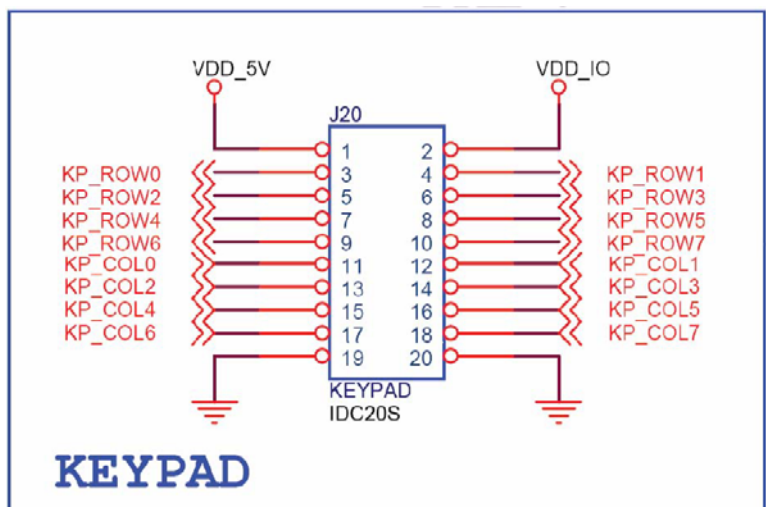 VDD_5V VDD_IO
J20
1 2
KP_ROW0 3 4 KP_ROW1
KP_ROW2 5 6 KP_ROW3
KP_ROW4 7 8 KP_ROW5
KP_ROW6 9 10 KP_ROW7
KP_COL0 11 12 KP_COL1
KP_COL2 13 14 KP_COL3
KP_COL4 15 16 KP_COL5
KP_COL6 17 18 KP_COL7
19 20
KEYPAD
IDC20S
KEYPAD